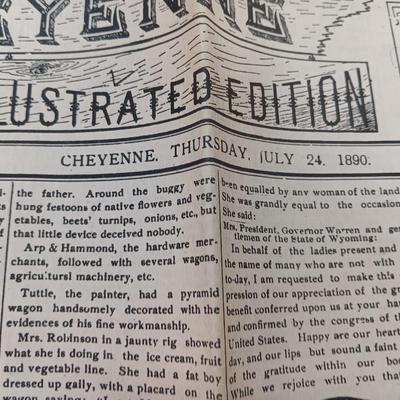 EYENNE
USTRATED EDITION
CHEYENNE, THURSDAY, JULY 24, 1890.
the father. Around the buggy were
hung festoons of native flowers and veg-
etables, beets' turnips, onions, etc., but
that little device deceived nobody.
Arp & Hammond, the hardware mer-
chants, followed with several wagons,
agricultural machinery, etc.
Tuttle, the painter, had a pyramid
wagon handsomely decorated with the
evidences of his fine workmanship.
Mrs. Robinson in a jaunty rig showed
what she is doing in the ice cream, fruit
and vegetable line. She had a fat boy
dressed up gaily, with a placard on the
wagon saying:
been equalled by any woman of the land
She was grandly equal to the occasion
She said:
Mrs. President, Governor Warren and gen
tlemen of the State of Wyoming:
In behalf of the ladies present and
the name of many who are not with
to-day, I am requested to make this
pression of our appreciation of the gr
benefit conferred upon us at your han
and confirmed by the congress of t
United States. Happy are our heart
day, and our lips but sound a faint
of the gratitude within our bo
While we rejoice with you that